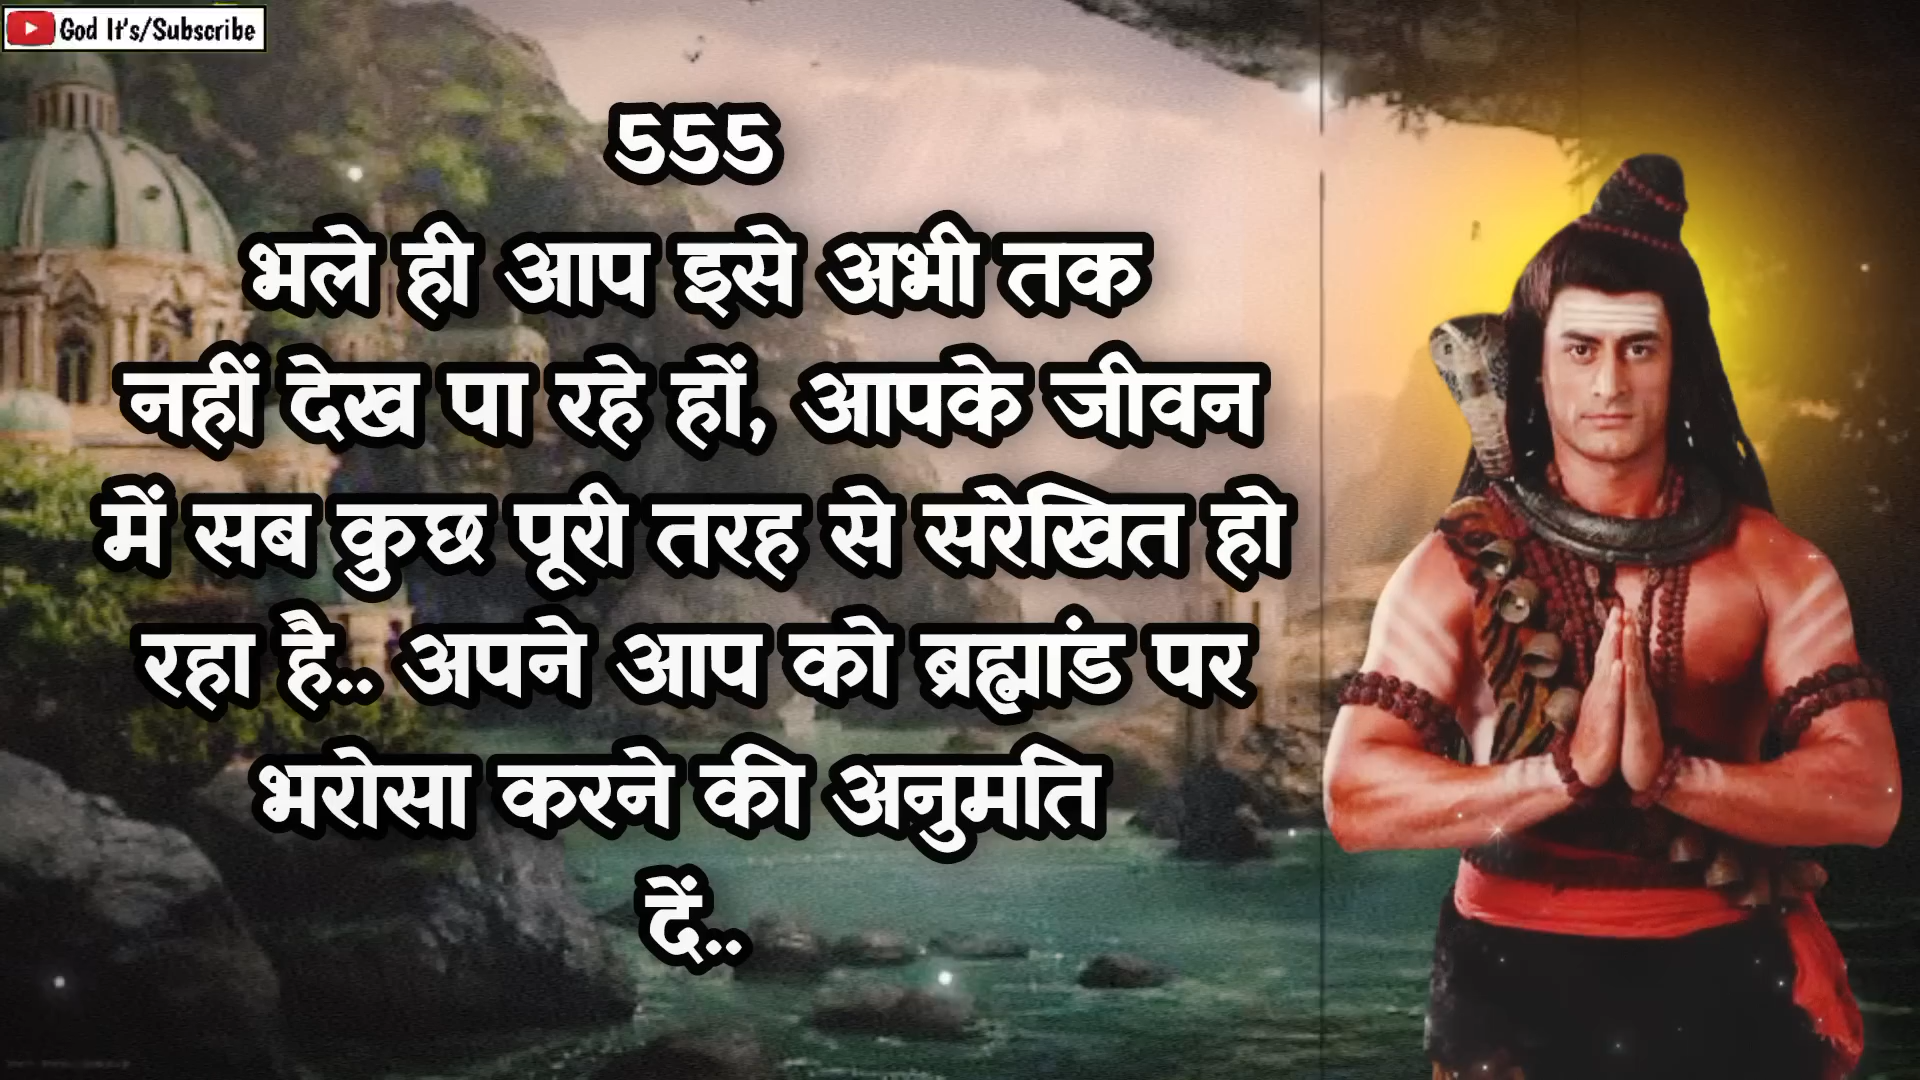 God It's/Subscribe
555
भले ही आप इसे अभी तक
नहीं देख पा रहे हों, आपके जीवन
में सब कुछ पूरी तरह से सरेखित हो
रहा है.. अपने आप को ब्रह्मांड पर
भरोसा करने की अनुमति
दें..